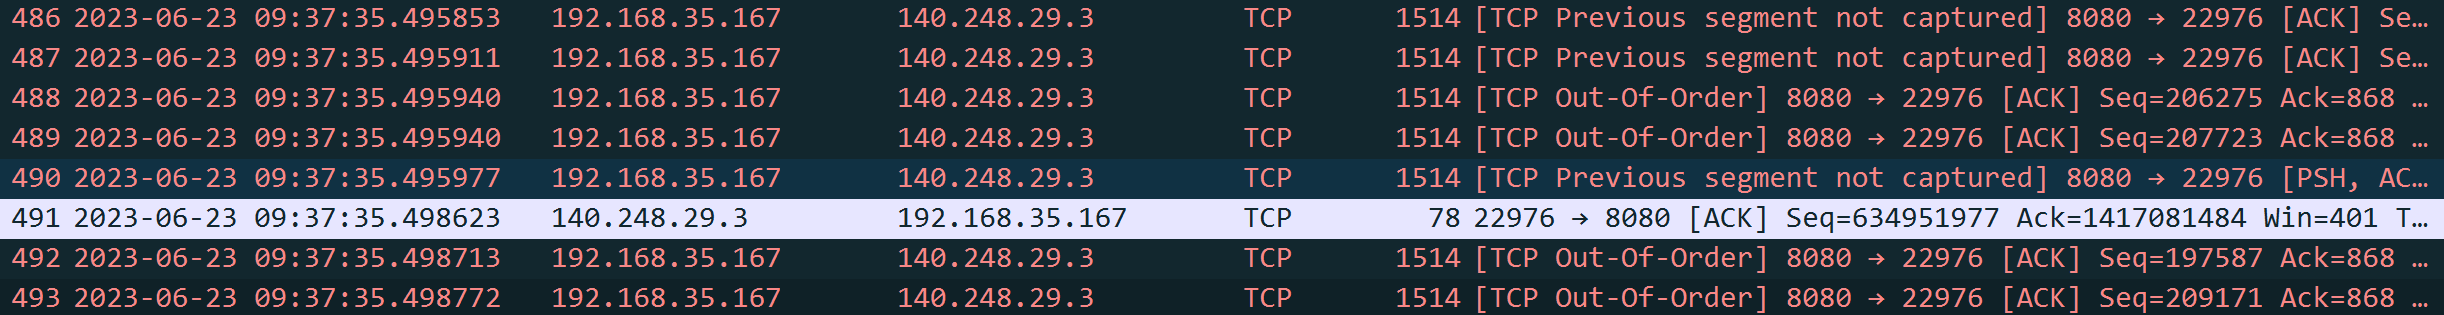 486 2023-06-23 09:37:35.495853 192.168.35.167 140.248.29.3 TCP 1514 [TCP Previous segment not captured] 8080 → 22976 [ACK] Se…
487 2023-06-23 09:37:35.495911 192.168.35.167 140.248.29.3 TCP 1514 [TCP Previous segment not captured] 8080 → 22976 [ACK] Se…
488 2023-06-23 09:37:35.495940 192.168.35.167 140.248.29.3 TCP 1514 [TCP Out-Of-Order] 8080 → 22976 [ACK] Seq=206275 Ack=868 …
489 2023-06-23 09:37:35.495940 192.168.35.167 140.248.29.3 TCP 1514 [TCP Out-Of-Order] 8080 → 22976 [ACK] Seq=207723 Ack=868 …
490 2023-06-23 09:37:35.495977 192.168.35.167 140.248.29.3 TCP 1514 [TCP Previous segment not captured] 8080 → 22976 [PSH, AC…
491 2023-06-23 09:37:35.498623 140.248.29.3 192.168.35.167 TCP 78 22976 → 8080 [ACK] Seq=634951977 Ack=1417081484 Win=401 T…
492 2023-06-23 09:37:35.498713 192.168.35.167 140.248.29.3 TCP 1514 [TCP Out-Of-Order] 8080 → 22976 [ACK] Seq=197587 Ack=868 …
493 2023-06-23 09:37:35.498772 192.168.35.167 140.248.29.3 TCP 1514 [TCP Out-Of-Order] 8080 → 22976 [ACK] Seq=209171 Ack=868 …